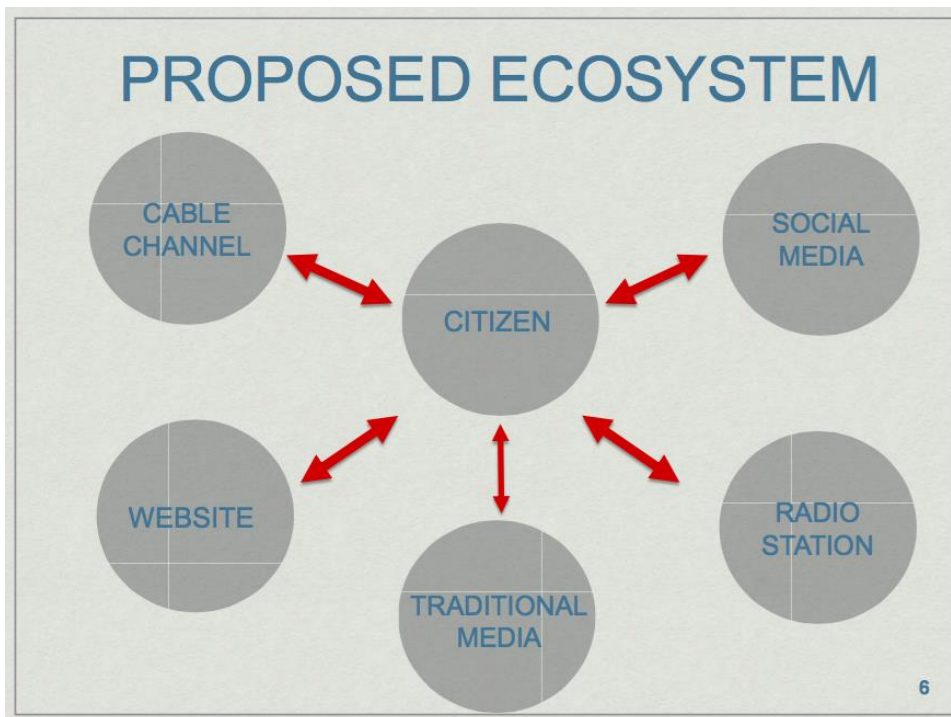 PROPOSED ECOSYSTEM
CABLE
CHANNEL
SOCIAL
MEDIA
CITIZEN
WEBSITE
RADIO
STATION
TRADITIONAL
MEDIA
6